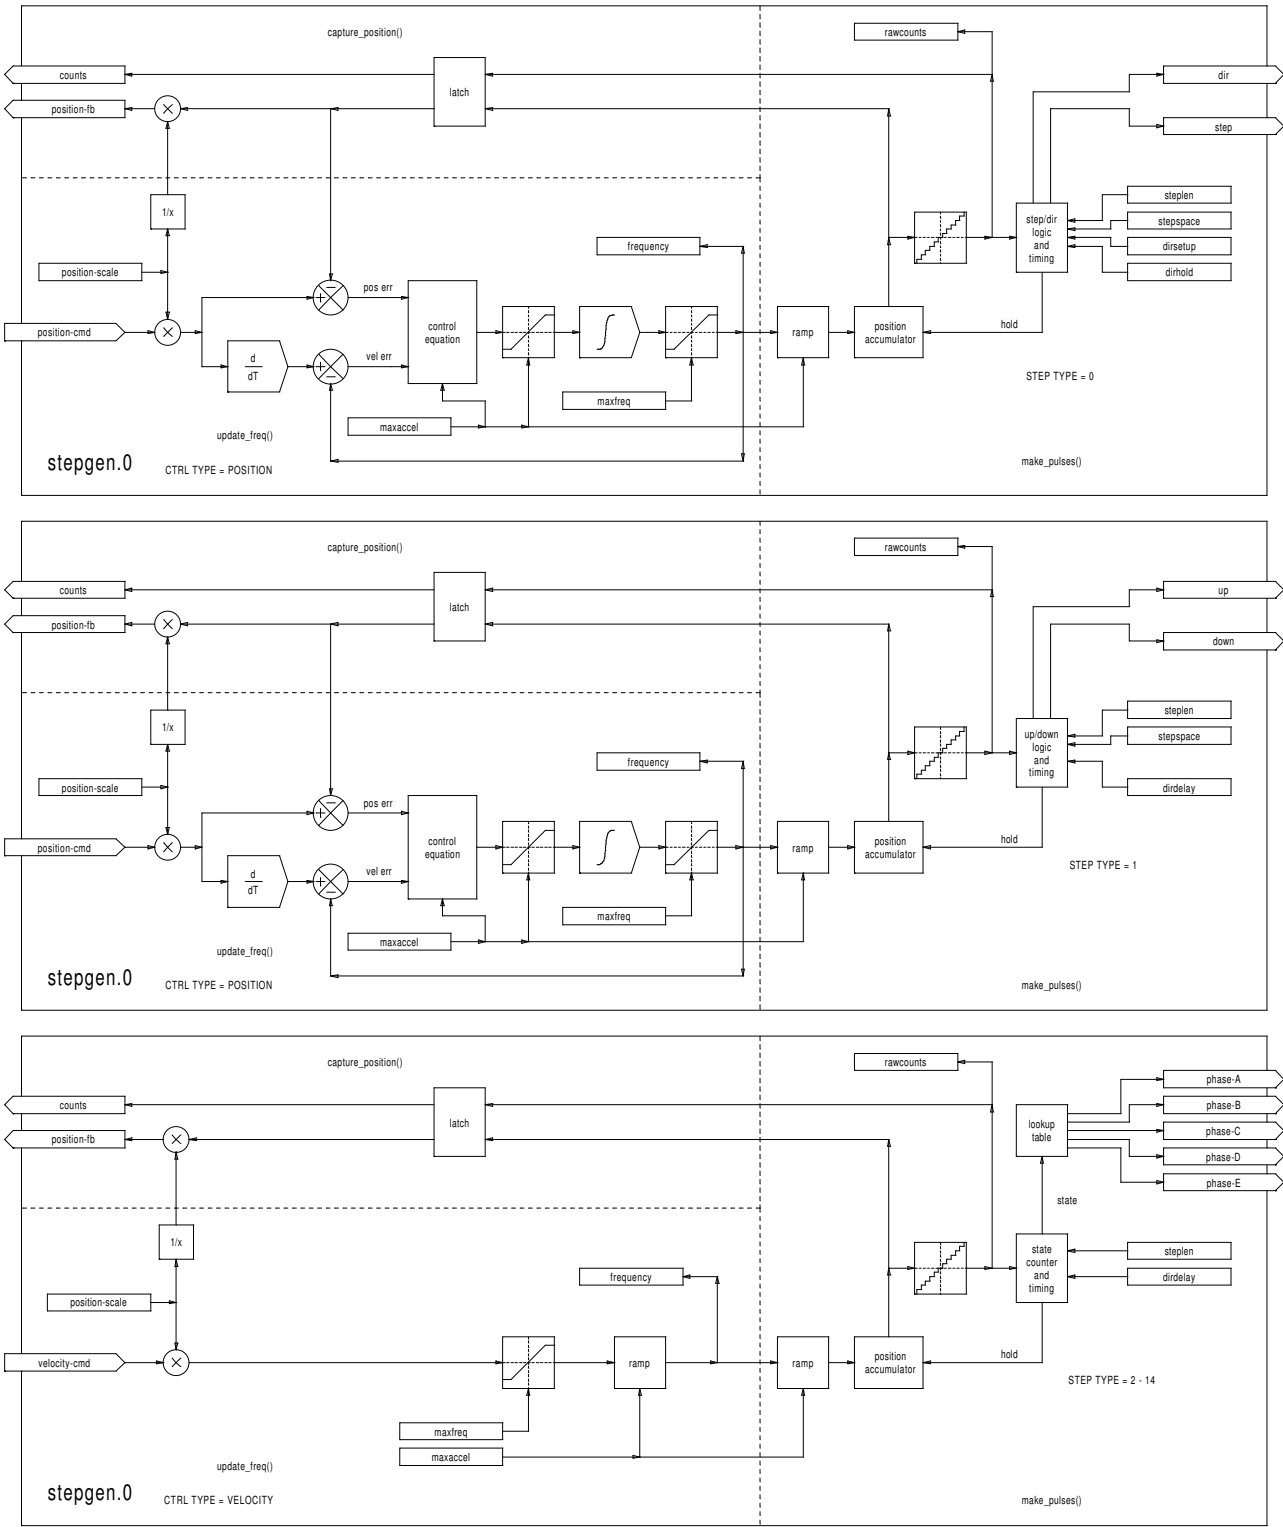 capture_position()
rawcounts
counts
latch
dir
position-fb
step
1/x
steplen
step/dir
logic
and
timing
stepspace
frequency
dirsetup
position-scale
dirhold
pos err
+
−
position-cmd
control
equation
ramp
position
accumulator
hold
d
dT
vel err
+
−
STEP TYPE = 0
maxfreq
maxaccel
update_freq()
stepgen.0
CTRL TYPE = POSITION
make_pulses()
capture_position()
rawcounts
counts
latch
up
position-fb
down
1/x
steplen
up/down
logic
and
timing
stepspace
frequency
position-scale
dirdelay
pos err
+
−
position-cmd
control
equation
ramp
position
accumulator
hold
d
dT
vel err
+
−
STEP TYPE = 1
maxfreq
maxaccel
update_freq()
stepgen.0
CTRL TYPE = POSITION
make_pulses()
capture_position()
rawcounts
phase-A
counts
phase-B
latch
lookup
table
phase-C
position-fb
phase-D
phase-E
state
1/x
state
counter
and
timing
steplen
frequency
dirdelay
position-scale
velocity-cmd
ramp
ramp
position
accumulator
hold
STEP TYPE = 2 - 14
maxfreq
maxaccel
update_freq()
stepgen.0
CTRL TYPE = VELOCITY
make_pulses()